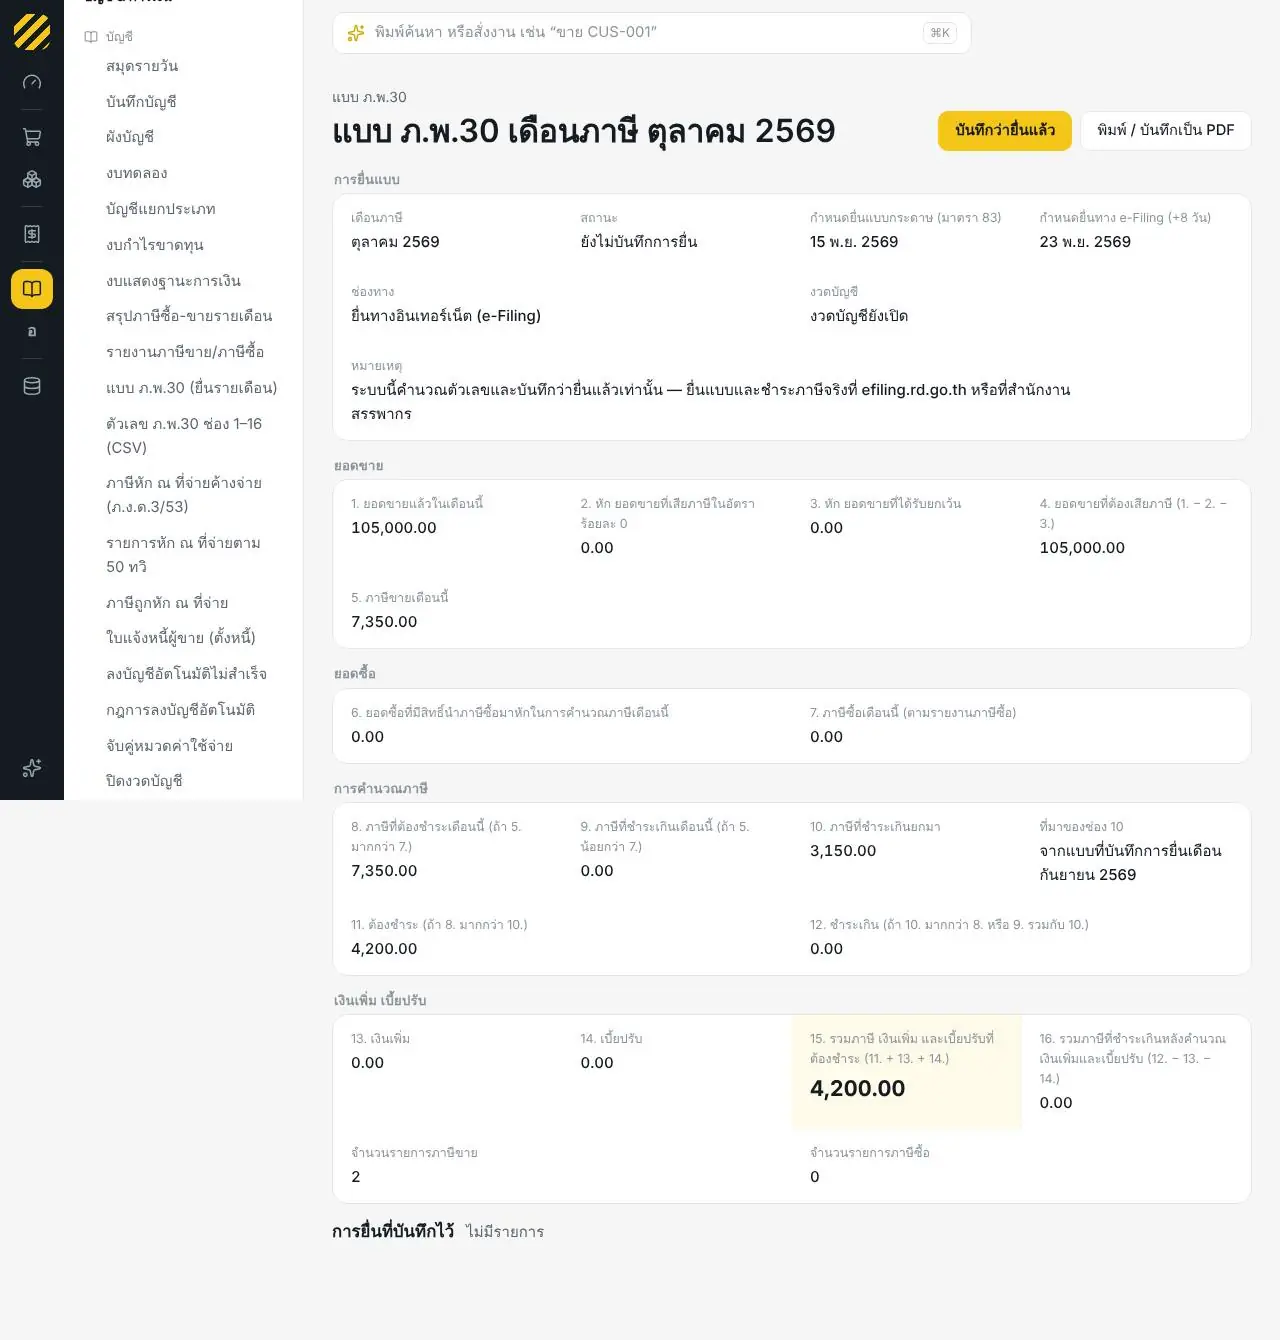 บัญชี
สมุดรายวัน
บันทึกบัญชี
ผังบัญชี
งบทดลอง
บัญชีแยกประเภท
งบกำไรขาดทุน
งบแสดงฐานะการเงิน
สรุปภาษีซื้อ-ขายรายเดือน
อ
รายงานภาษีขาย/ภาษีซื้อ
แบบ ภ.พ.30 (ยื่นรายเดือน)
ตัวเลข ภ.พ.30 ช่อง 1–16
(CSV)
ภาษีหัก ณ ที่จ่ายค้างจ่าย
(ภ.ง.ด.3/53)
รายการหัก ณ ที่จ่ายตาม
50 ทวิ
ภาษีถูกหัก ณ ที่จ่าย
ใบแจ้งหนี้ผู้ขาย (ตั้งหนี้)
ลงบัญชีอัตโนมัติไม่สำเร็จ
กฎการลงบัญชีอัตโนมัติ
จับคู่หมวดค่าใช้จ่าย
ปิดงวดบัญชี
พิมพ์ค้นหา หรือสั่งงาน เช่น “ขาย CUS-001”
⌘K
แบบ ภ.พ.30
แบบ ภ.พ.30 เดือนภาษี ตุลาคม 2569
บันทึกว่ายื่นแล้ว
พิมพ์ / บันทึกเป็น PDF
การยื่นแบบ
เดือนภาษี
ตุลาคม 2569
สถานะ
ยังไม่บันทึกการยื่น
กำหนดยื่นแบบกระดาษ (มาตรา 83)
15 พ.ย. 2569
กำหนดยื่นทาง e-Filing (+8 วัน)
23 พ.ย. 2569
ช่องทาง
ยื่นทางอินเทอร์เน็ต (e-Filing)
งวดบัญชี
งวดบัญชียังเปิด
หมายเหตุ
ระบบนี้คำนวณตัวเลขและบันทึกว่ายื่นแล้วเท่านั้น — ยื่นแบบและชำระภาษีจริงที่ efiling.rd.go.th หรือที่สำนักงาน
สรรพากร
ยอดขาย
1. ยอดขายแล้วในเดือนนี้
105,000.00
2. หัก ยอดขายที่เสียภาษีในอัตรา
ร้อยละ 0
0.00
3. หัก ยอดขายที่ได้รับยกเว้น
0.00
4. ยอดขายที่ต้องเสียภาษี (1. − 2. −
3.)
105,000.00
5. ภาษีขายเดือนนี้
7,350.00
ยอดซื้อ
6. ยอดซื้อที่มีสิทธิ์นำภาษีซื้อมาหักในการคำนวณภาษีเดือนนี้
0.00
7. ภาษีซื้อเดือนนี้ (ตามรายงานภาษีซื้อ)
0.00
การคำนวณภาษี
8. ภาษีที่ต้องชำระเดือนนี้ (ถ้า 5.
มากกว่า 7.)
7,350.00
9. ภาษีที่ชำระเกินเดือนนี้ (ถ้า 5.
น้อยกว่า 7.)
0.00
10. ภาษีที่ชำระเกินยกมา
3,150.00
ที่มาของช่อง 10
จากแบบที่บันทึกการยื่นเดือน
กันยายน 2569
11. ต้องชำระ (ถ้า 8. มากกว่า 10.)
4,200.00
12. ชำระเกิน (ถ้า 10. มากกว่า 8. หรือ 9. รวมกับ 10.)
0.00
เงินเพิ่ม เบี้ยปรับ
13. เงินเพิ่ม
0.00
14. เบี้ยปรับ
0.00
15. รวมภาษี เงินเพิ่ม และเบี้ยปรับที่
ต้องชำระ (11. + 13. + 14.)
4,200.00
16. รวมภาษีที่ชำระเกินหลังคำนวณ
เงินเพิ่มและเบี้ยปรับ (12. − 13. −
14.)
0.00
จำนวนรายการภาษีขาย
2
จำนวนรายการภาษีซื้อ
0
การยื่นที่บันทึกไว้ ไม่มีรายการ